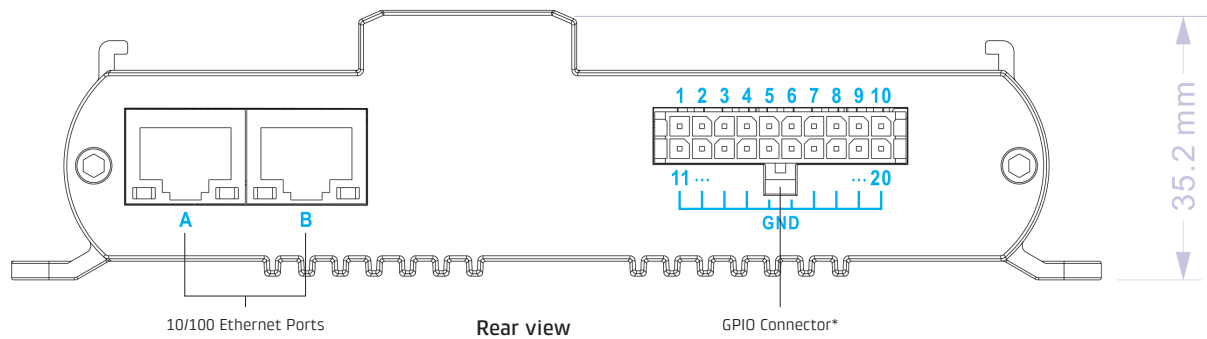 1 2 3 4 5 6 7 8 9 10
11 ... ... 20
GND
A B
35.2 mm
10/100 Ethernet Ports
Rear view
GPIO Connector*